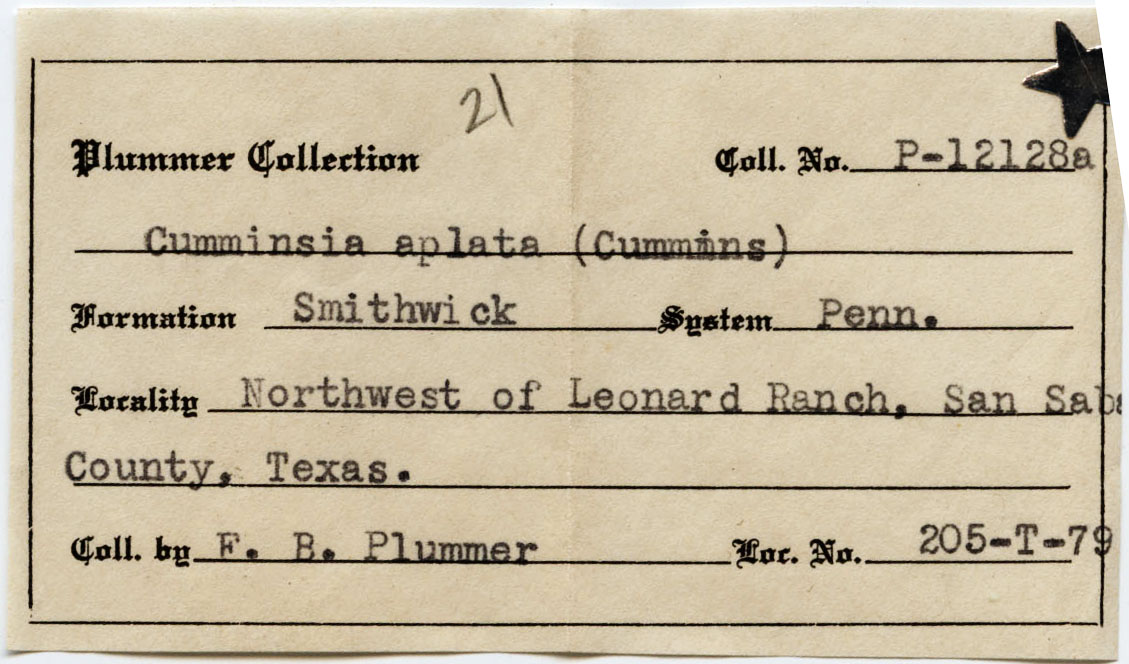 21
Plummer Collection Coll. No. P-12128a
Cumminsia aplata (Cummins)
Formation Smithwick System Penn.
Locality Northwest of Leonard Ranch, San Saba
County, Texas.
Coll. by F. B. Plummer Loc. No. 205-T-79